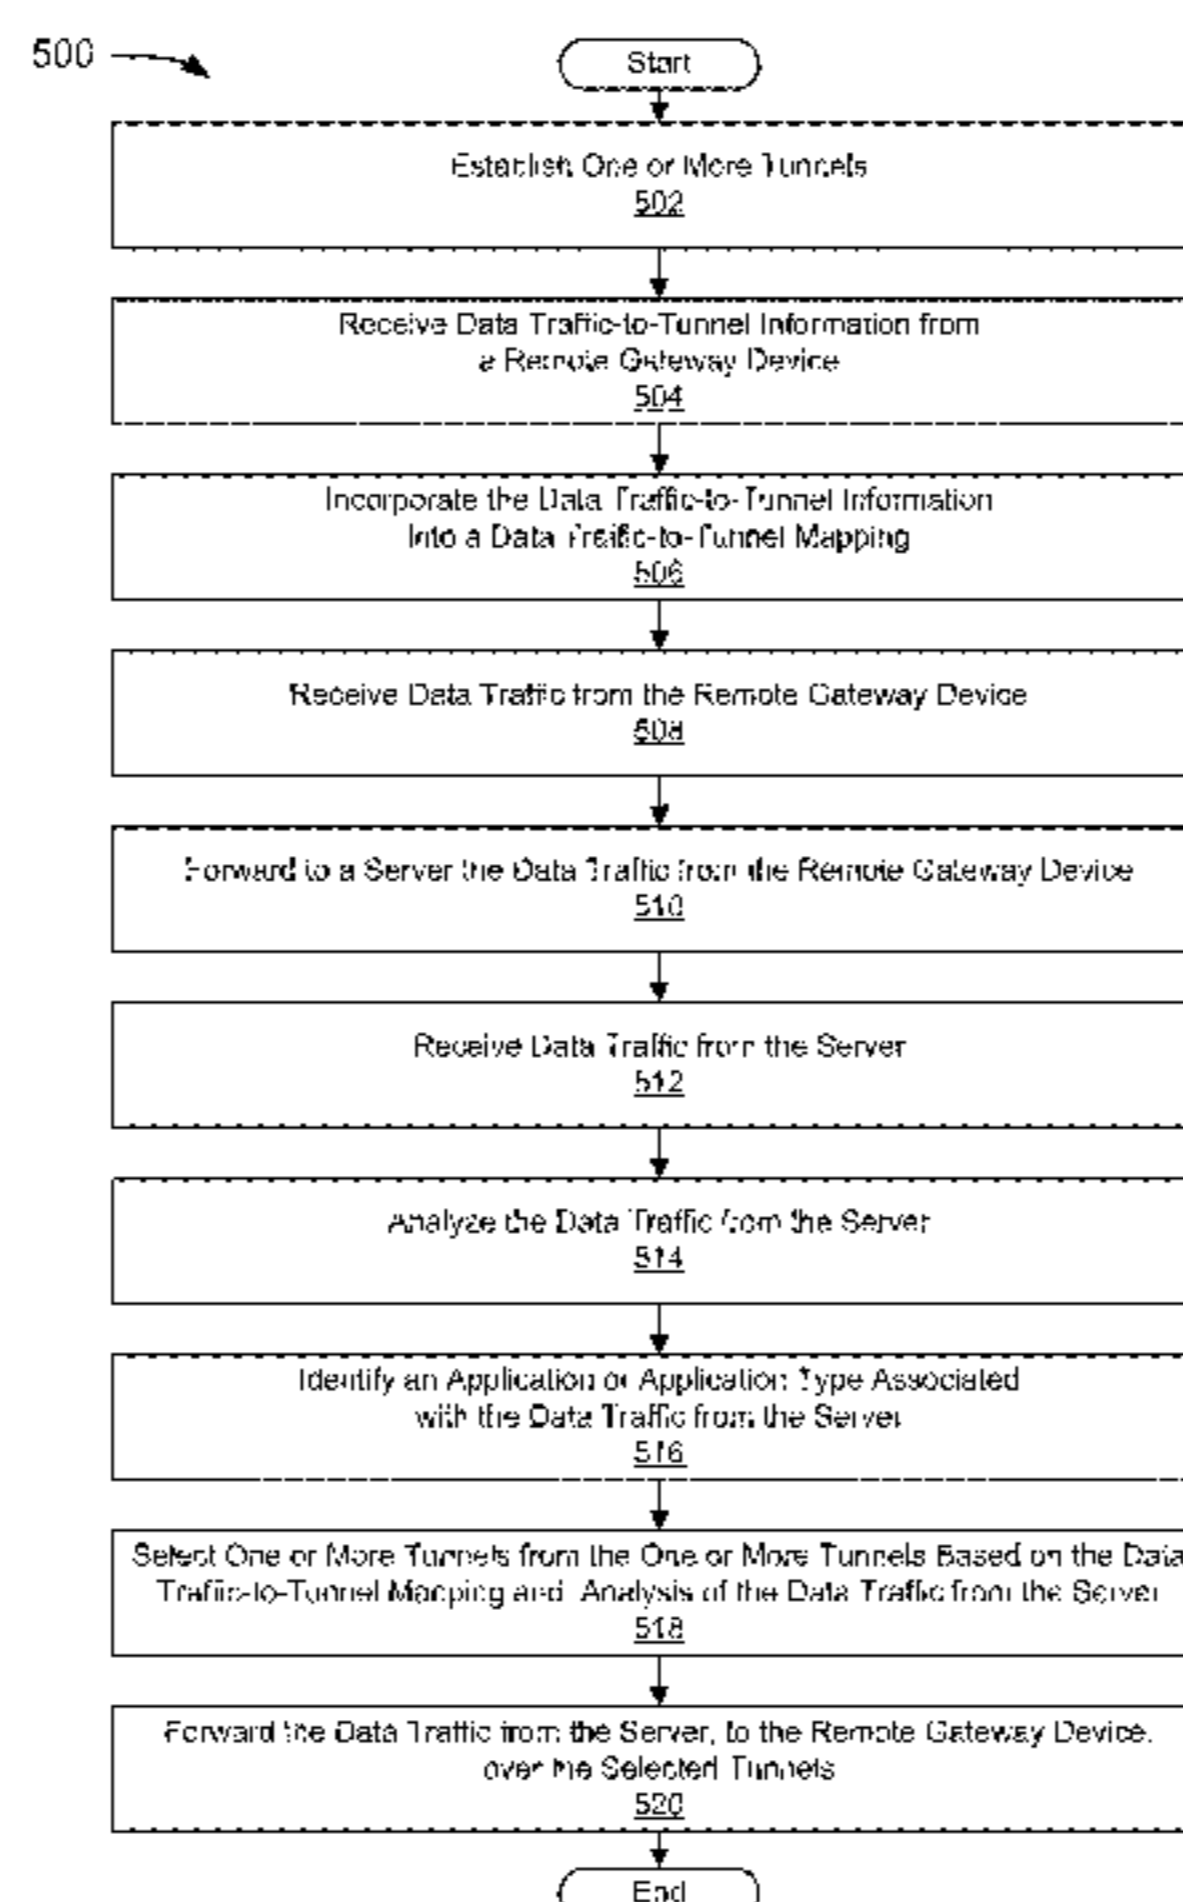 500
Start
Establish One or More Tunnels
502
Receive Data Traffic-to-Tunnel Information from
a Remote Gateway Device
504
Incorporate the Data Traffic-to-Tunnel Information
Into a Data Traffic-to-Tunnel Mapping
506
Receive Data Traffic from the Remote Gateway Device
508
Forward to a Server the Data Traffic from the Remote Gateway Device
510
Receive Data Traffic from the Server
512
Analyze the Data Traffic from the Server
514
Identify an Application or Application Type Associated
with the Data Traffic from the Server
516
Select One or More Tunnels from the One or More Tunnels Based on the Data
Traffic-to-Tunnel Mapping and Analysis of the Data Traffic from the Server
518
Forward the Data Traffic from the Server, to the Remote Gateway Device,
over the Selected Tunnels
520
End